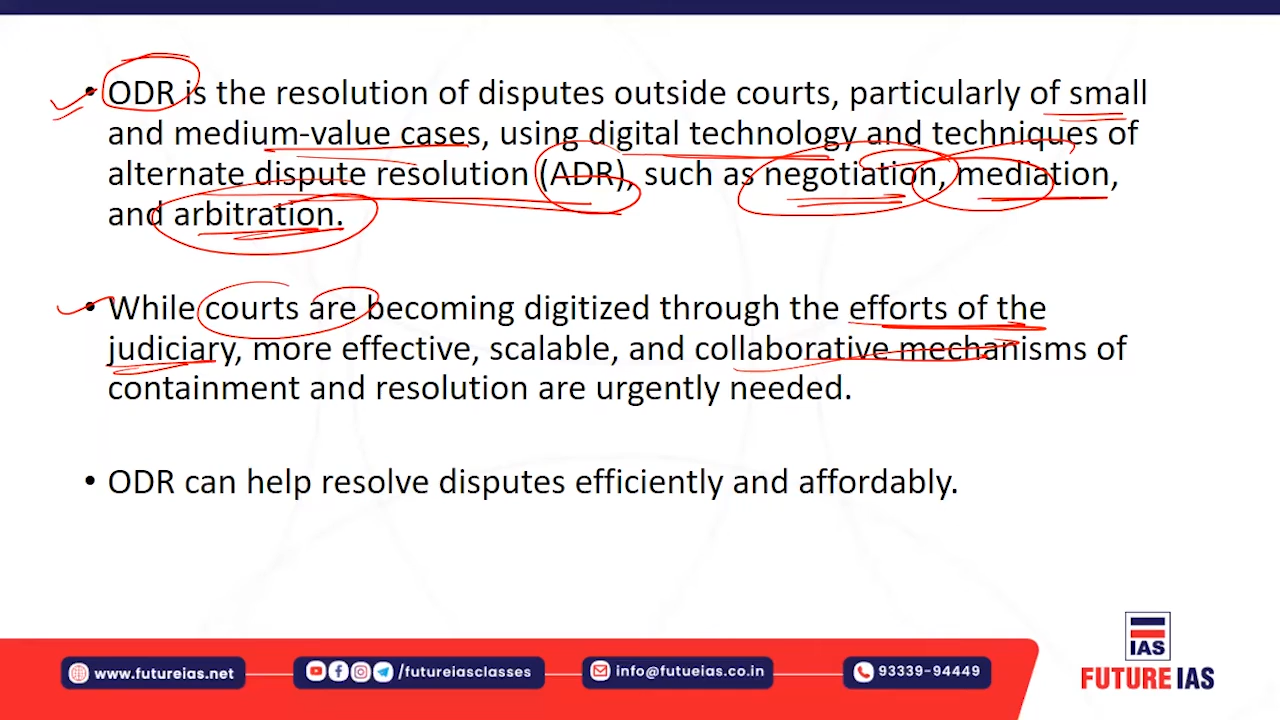 • ODR is the resolution of disputes outside courts, particularly of small
and medium-value cases, using digital technology and techniques of
alternate dispute resolution (ADR), such as negotiation, mediation,
and arbitration.
• While courts are becoming digitized through the efforts of the
judiciary, more effective, scalable, and collaborative mechanisms of
containment and resolution are urgently needed.
• ODR can help resolve disputes efficiently and affordably.
IAS
FUTURE IAS
www.futureias.net
/futureiasclasses
info@futueias.co.in
93339-94449